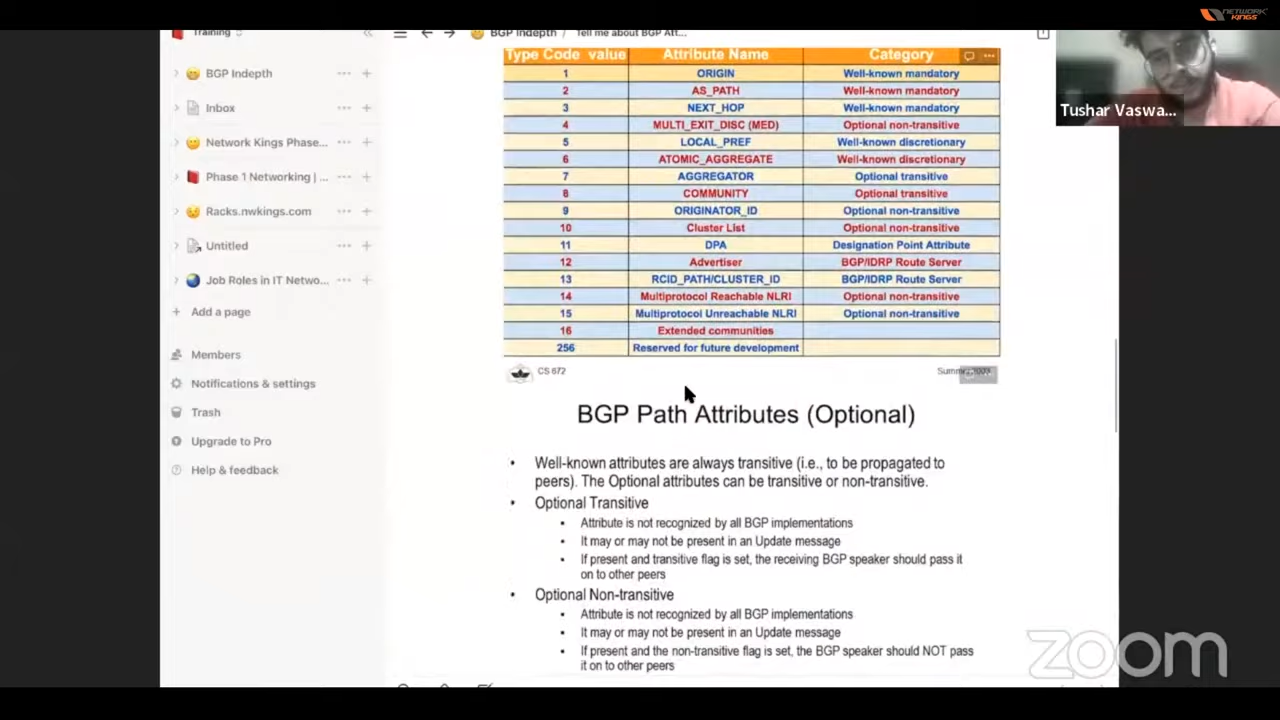 NETWORK
KINGS
Training
BGP Indepth / Tell me about BGP Att...
Tushar Vaswa...
BGP Indepth
Inbox
Network Kings Phase...
Phase 1 Networking | ...
Racks.nwkings.com
Untitled
Job Roles in IT Netwo...
Add a page
Members
Notifications & settings
Trash
Upgrade to Pro
Help & feedback
Type Code value Attribute Name Category
1 ORIGIN Well-known mandatory
2 AS_PATH Well-known mandatory
3 NEXT_HOP Well-known mandatory
4 MULTI_EXIT_DISC (MED) Optional non-transitive
5 LOCAL_PREF Well-known discretionary
6 ATOMIC_AGGREGATE Well-known discretionary
7 AGGREGATOR Optional transitive
8 COMMUNITY Optional transitive
9 ORIGINATOR_ID Optional non-transitive
10 Cluster List Optional non-transitive
11 DPA Designation Point Attribute
12 Advertiser BGP/IDRP Route Server
13 RCID_PATH/CLUSTER_ID BGP/IDRP Route Server
14 Multiprotocol Reachable NLRI Optional non-transitive
15 Multiprotocol Unreachable NLRI Optional non-transitive
16 Extended communities
256 Reserved for future development
CS 672
BGP Path Attributes (Optional)
• Well-known attributes are always transitive (i.e., to be propagated to
peers). The Optional attributes can be transitive or non-transitive.
• Optional Transitive
• Attribute is not recognized by all BGP implementations
• It may or may not be present in an Update message
• If present and transitive flag is set, the receiving BGP speaker should pass it
on to other peers
• Optional Non-transitive
• Attribute is not recognized by all BGP implementations
• It may or may not be present in an Update message
• If present and the non-transitive flag is set, the BGP speaker should NOT pass
it on to other peers
zoom